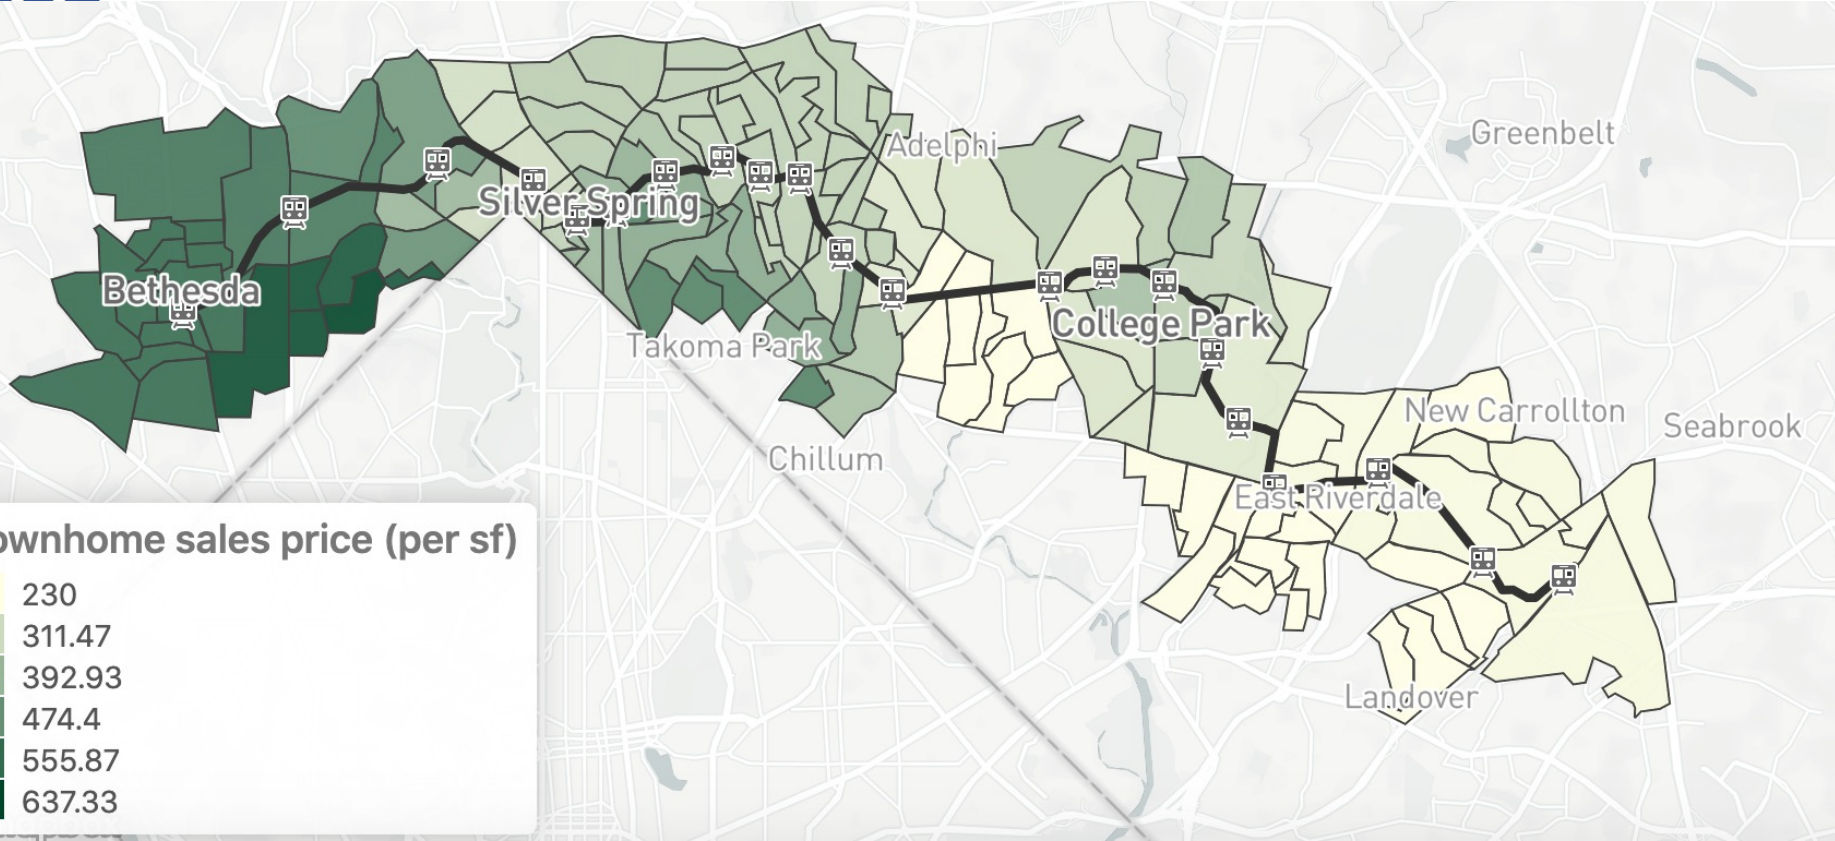 Adelphi
Greenbelt
Silver Spring
Bethesda
College Park
Takoma Park
New Carrollton
Seabrook
Chillum
East Riverdale
ownhome sales price (per sf)
230
311.47
392.93
474.4
555.87
637.33
Landover